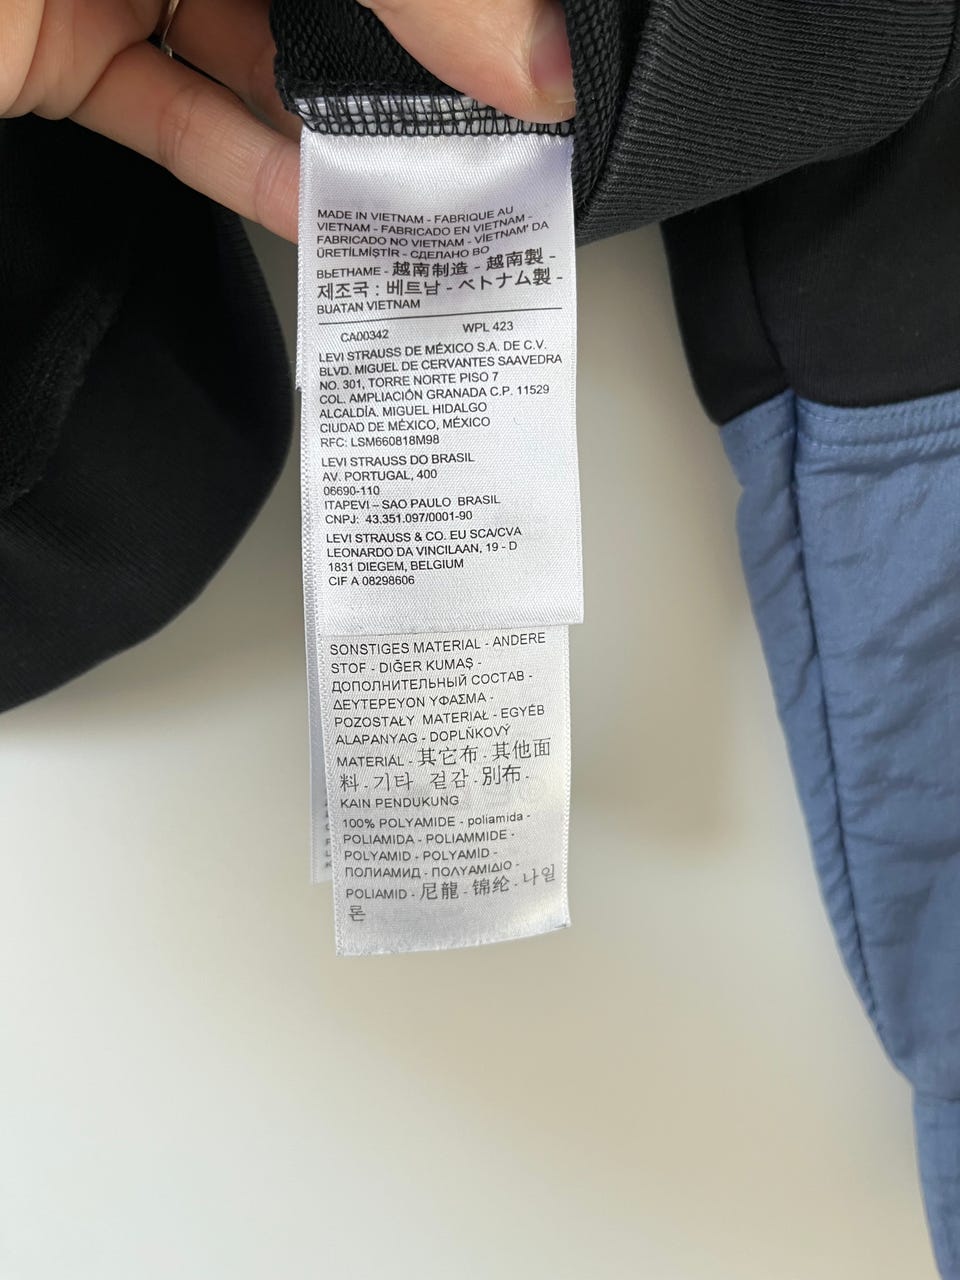 MADE IN VIETNAM - FABRIQUE AU
VIETNAM - FABRICADO EN VIETNAM -
FABRICADO NO VIETNAM - VİETNAM' DA
ÜRETİLMİŞTİR - СДЕЛАНО ВО
ВЬЕТНАМЕ - 越南制造 - 越南製 -
제조국 : 베트남 - ベトナム製 -
BUATAN VIETNAM
CA00342 WPL 423
LEVI STRAUSS DE MÉXICO S.A. DE C.V.
BLVD. MIGUEL DE CERVANTES SAAVEDRA
NO. 301, TORRE NORTE PISO 7
COL. AMPLIACIÓN GRANADA C.P. 11529
ALCALDÍA. MIGUEL HIDALGO
CIUDAD DE MÉXICO, MÉXICO
RFC: LSM660818M98
LEVI STRAUSS DO BRASIL
AV. PORTUGAL, 400
06690-110
ITAPEVI – SAO PAULO BRASIL
CNPJ: 43.351.097/0001-90
LEVI STRAUSS & CO. EU SCA/CVA
LEONARDO DA VINCILAAN, 19 - D
1831 DIEGEM, BELGIUM
CIF A 08298606
SONSTIGES MATERIAL - ANDERE
STOF - DIĞER KUMAŞ -
ДОПОЛНИТЕЛЬНЫЙ СОСТАВ -
ΔΕΥΤΕΡΕΥΟΝ ΥΦΑΣΜΑ -
POZOSTAŁY MATERIAŁ - EGYÉB
ALAPANYAG - DOPLŇKOVÝ
MATERIAL - 其它布 - 其他面
料 - 기타 겉감 - 別布 -
KAIN PENDUKUNG
100% POLYAMIDE - poliamida -
POLIAMIDA - POLIAMMIDE -
POLYAMID - POLYAMİD -
ПОЛИАМИД - ΠΟΛΥΑΜΙΔΙΟ -
POLIAMID - 尼龍 - 锦纶 - 나일
론